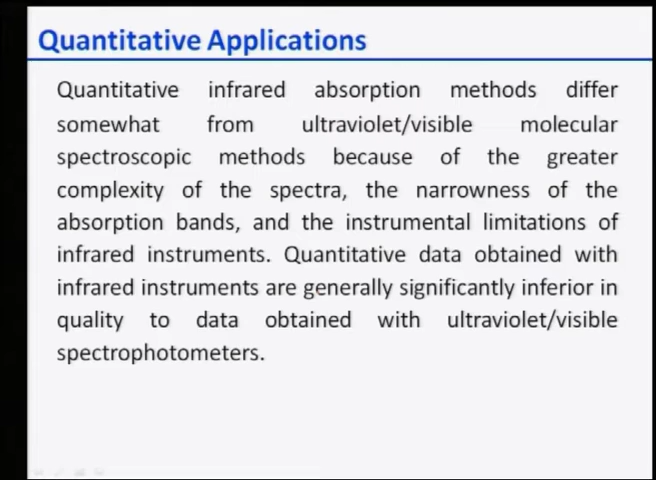 Quantitative Applications
Quantitative infrared absorption methods differ
somewhat from ultraviolet/visible molecular
spectroscopic methods because of the greater
complexity of the spectra, the narrowness of the
absorption bands, and the instrumental limitations of
infrared instruments. Quantitative data obtained with
infrared instruments are generally significantly inferior in
quality to data obtained with ultraviolet/visible
spectrophotometers.